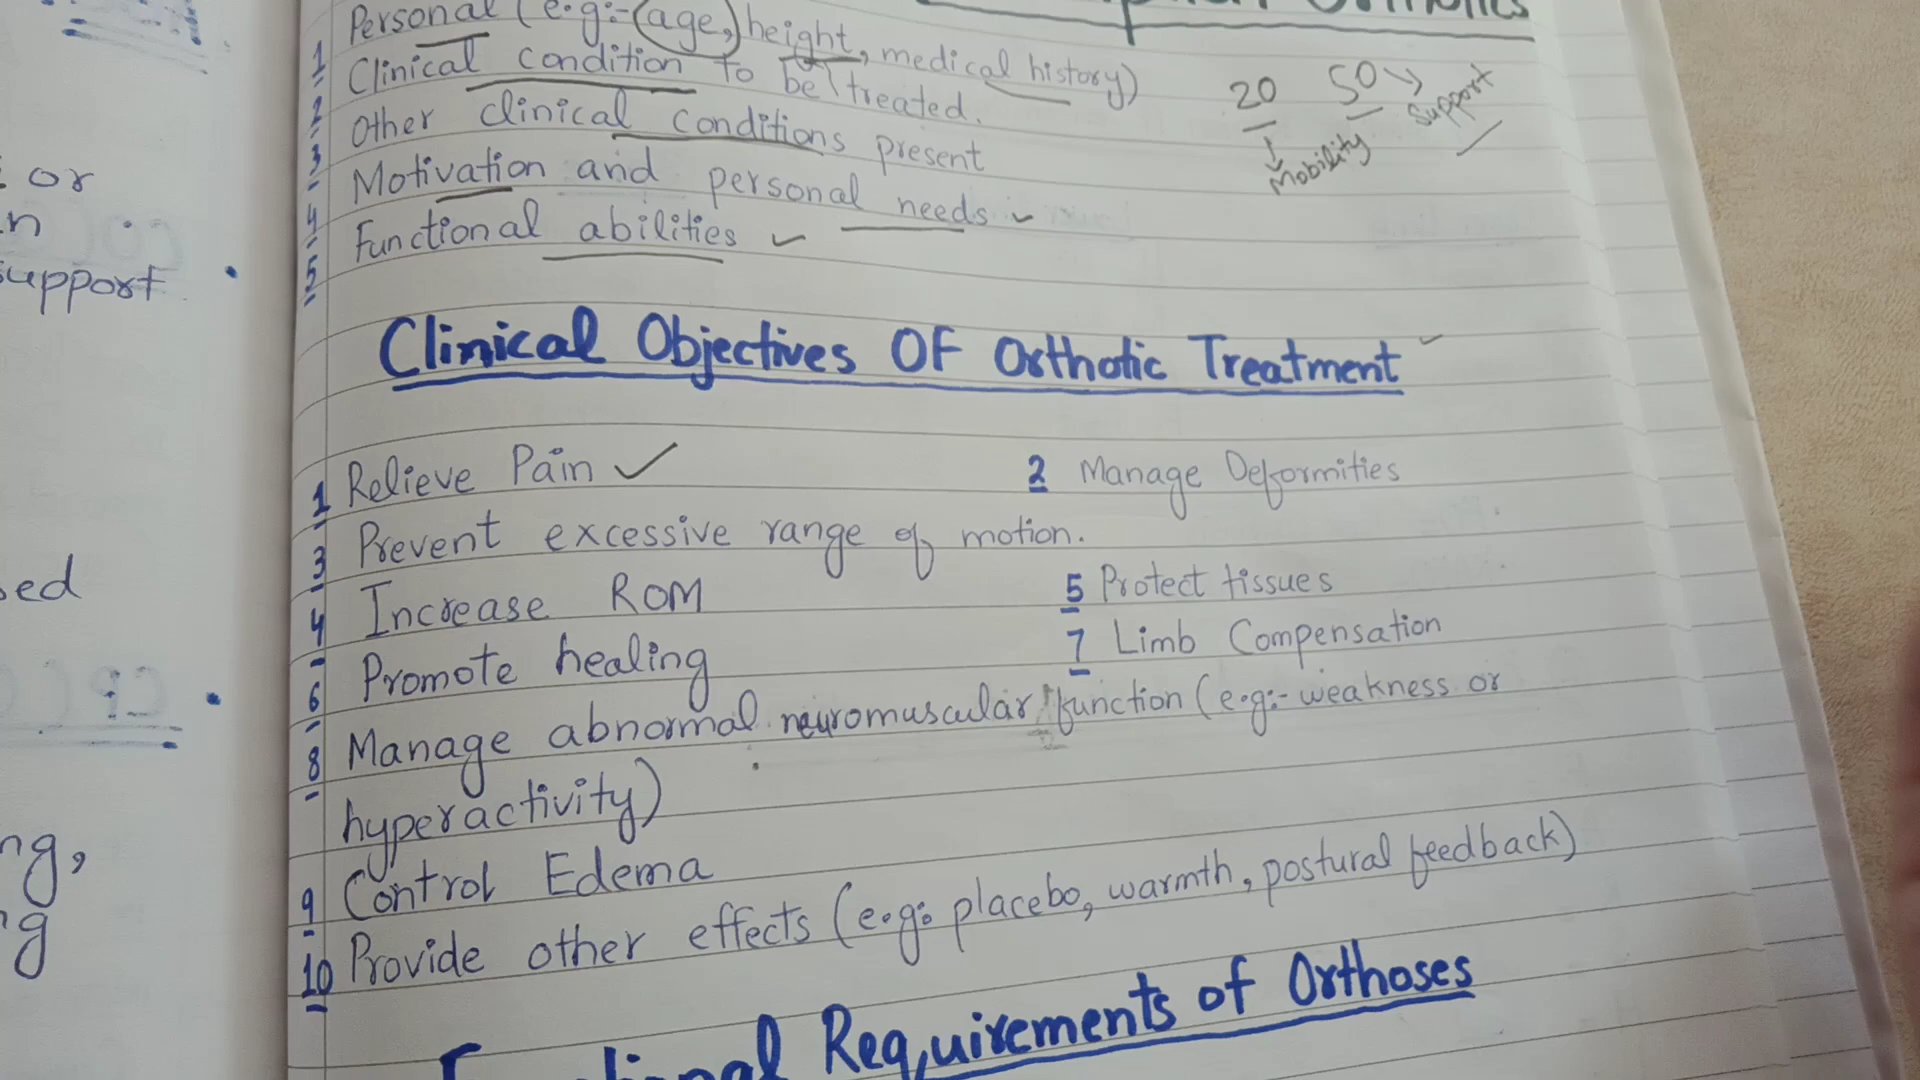 Orthotics
1 Personal (e.g:- (age,) height, medical history)
2 Clinical condition to be treated.
3 Other clinical conditions present
4 Motivation and personal needs
5 Functional abilities
20 50 → Support
Mobility
Clinical Objectives OF Orthotic Treatment
1 Relieve Pain ✓ 2 Manage Deformities
3 Prevent excessive range of motion.
4 Increase ROM 5 Protect tissues
6 Promote healing 7 Limb Compensation
8 Manage abnormal neuromuscular function (e.g:- weakness or
hyperactivity)
9 Control Edema
10 Provide other effects (e.g: placebo, warmth, postural feedback)
Requirements of Orthoses
or
support